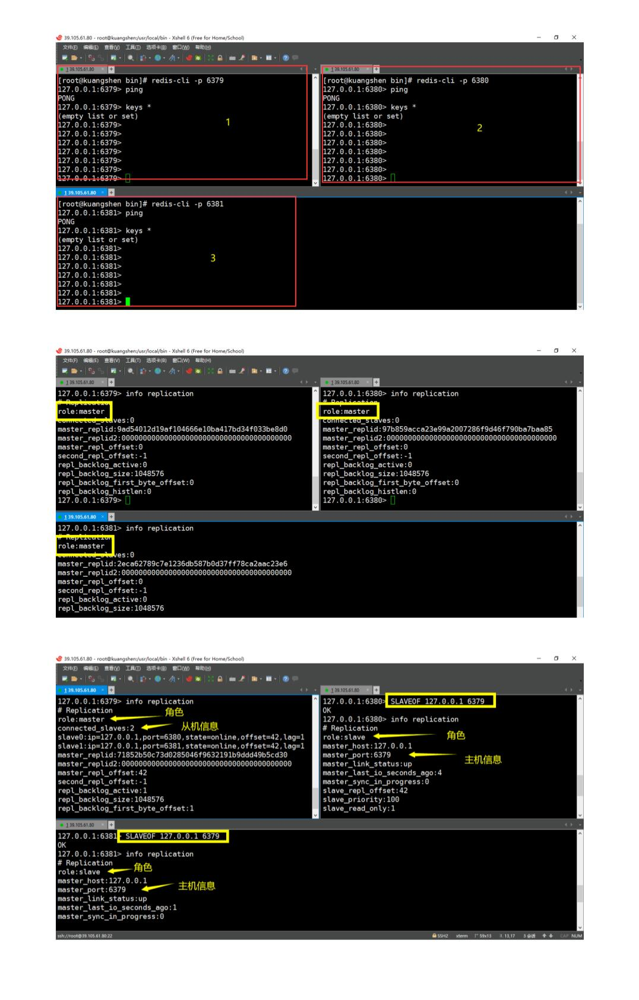 39.105.61.80 - root@kuangshen:/usr/local/bin - Xshell 6 (Free for Home/School)
文件(F) 编辑(E) 查看(V) 工具(T) 选项卡(B) 窗口(W) 帮助(H)
1 39.105.61.80
[root@kuangshen bin]# redis-cli -p 6379
127.0.0.1:6379> ping
PONG
127.0.0.1:6379> keys *
(empty list or set)
127.0.0.1:6379>
127.0.0.1:6379>
127.0.0.1:6379>
127.0.0.1:6379>
127.0.0.1:6379>
127.0.0.1:6379>
127.0.0.1:6379>
1
1 39.105.61.80
[root@kuangshen bin]# redis-cli -p 6380
127.0.0.1:6380> ping
PONG
127.0.0.1:6380> keys *
(empty list or set)
127.0.0.1:6380>
127.0.0.1:6380>
127.0.0.1:6380>
127.0.0.1:6380>
127.0.0.1:6380>
127.0.0.1:6380>
127.0.0.1:6380>
2
1 39.105.61.80
[root@kuangshen bin]# redis-cli -p 6381
127.0.0.1:6381> ping
PONG
127.0.0.1:6381> keys *
(empty list or set)
127.0.0.1:6381>
127.0.0.1:6381>
127.0.0.1:6381>
127.0.0.1:6381>
127.0.0.1:6381>
127.0.0.1:6381>
127.0.0.1:6381>
3
39.105.61.80 - root@kuangshen:/usr/local/bin - Xshell 6 (Free for Home/School)
文件(F) 编辑(E) 查看(V) 工具(T) 选项卡(B) 窗口(W) 帮助(H)
1 39.105.61.80
127.0.0.1:6379> info replication
# Replication
role:master
connected_slaves:0
master_replid:9ad54012d19af104666e10ba417bd34f033be8d0
master_replid2:0000000000000000000000000000000000000000
master_repl_offset:0
second_repl_offset:-1
repl_backlog_active:0
repl_backlog_size:1048576
repl_backlog_first_byte_offset:0
repl_backlog_histlen:0
127.0.0.1:6379>
1 39.105.61.80
127.0.0.1:6380> info replication
# Replication
role:master
connected_slaves:0
master_replid:97b859acca23e99a2007286f9d46f790ba7baa85
master_replid2:0000000000000000000000000000000000000000
master_repl_offset:0
second_repl_offset:-1
repl_backlog_active:0
repl_backlog_size:1048576
repl_backlog_first_byte_offset:0
repl_backlog_histlen:0
127.0.0.1:6380>
1 39.105.61.80
127.0.0.1:6381> info replication
# Replication
role:master
connected_slaves:0
master_replid:2eca62789c7e1236db587b0d37ff78ca2aac23e6
master_replid2:0000000000000000000000000000000000000000
master_repl_offset:0
second_repl_offset:-1
repl_backlog_active:0
repl_backlog_size:1048576
39.105.61.80 - root@kuangshen:/usr/local/bin - Xshell 6 (Free for Home/School)
文件(F) 编辑(E) 查看(V) 工具(T) 选项卡(B) 窗口(W) 帮助(H)
1 39.105.61.80
127.0.0.1:6379> info replication
# Replication
role:master 角色
connected_slaves:2 从机信息
slave0:ip=127.0.0.1,port=6380,state=online,offset=42,lag=1
slave1:ip=127.0.0.1,port=6381,state=online,offset=42,lag=1
master_replid:71852b50c73d0285046f9632191b9ddd49b5cd30
master_replid2:0000000000000000000000000000000000000000
master_repl_offset:42
second_repl_offset:-1
repl_backlog_active:1
repl_backlog_size:1048576
repl_backlog_first_byte_offset:1
1 39.105.61.80
127.0.0.1:6380> SLAVEOF 127.0.0.1 6379
OK
127.0.0.1:6380> info replication
# Replication
role:slave 角色
master_host:127.0.0.1
master_port:6379 主机信息
master_link_status:up
master_last_io_seconds_ago:4
master_sync_in_progress:0
slave_repl_offset:42
slave_priority:100
slave_read_only:1
1 39.105.61.80
127.0.0.1:6381> SLAVEOF 127.0.0.1 6379
OK
127.0.0.1:6381> info replication
# Replication
role:slave 角色
master_host:127.0.0.1
master_port:6379 主机信息
master_link_status:up
master_last_io_seconds_ago:1
master_sync_in_progress:0
ssh://root@39.105.61.80:22 SSH2 xterm 59x13 13,17 3 会话 CAP NUM